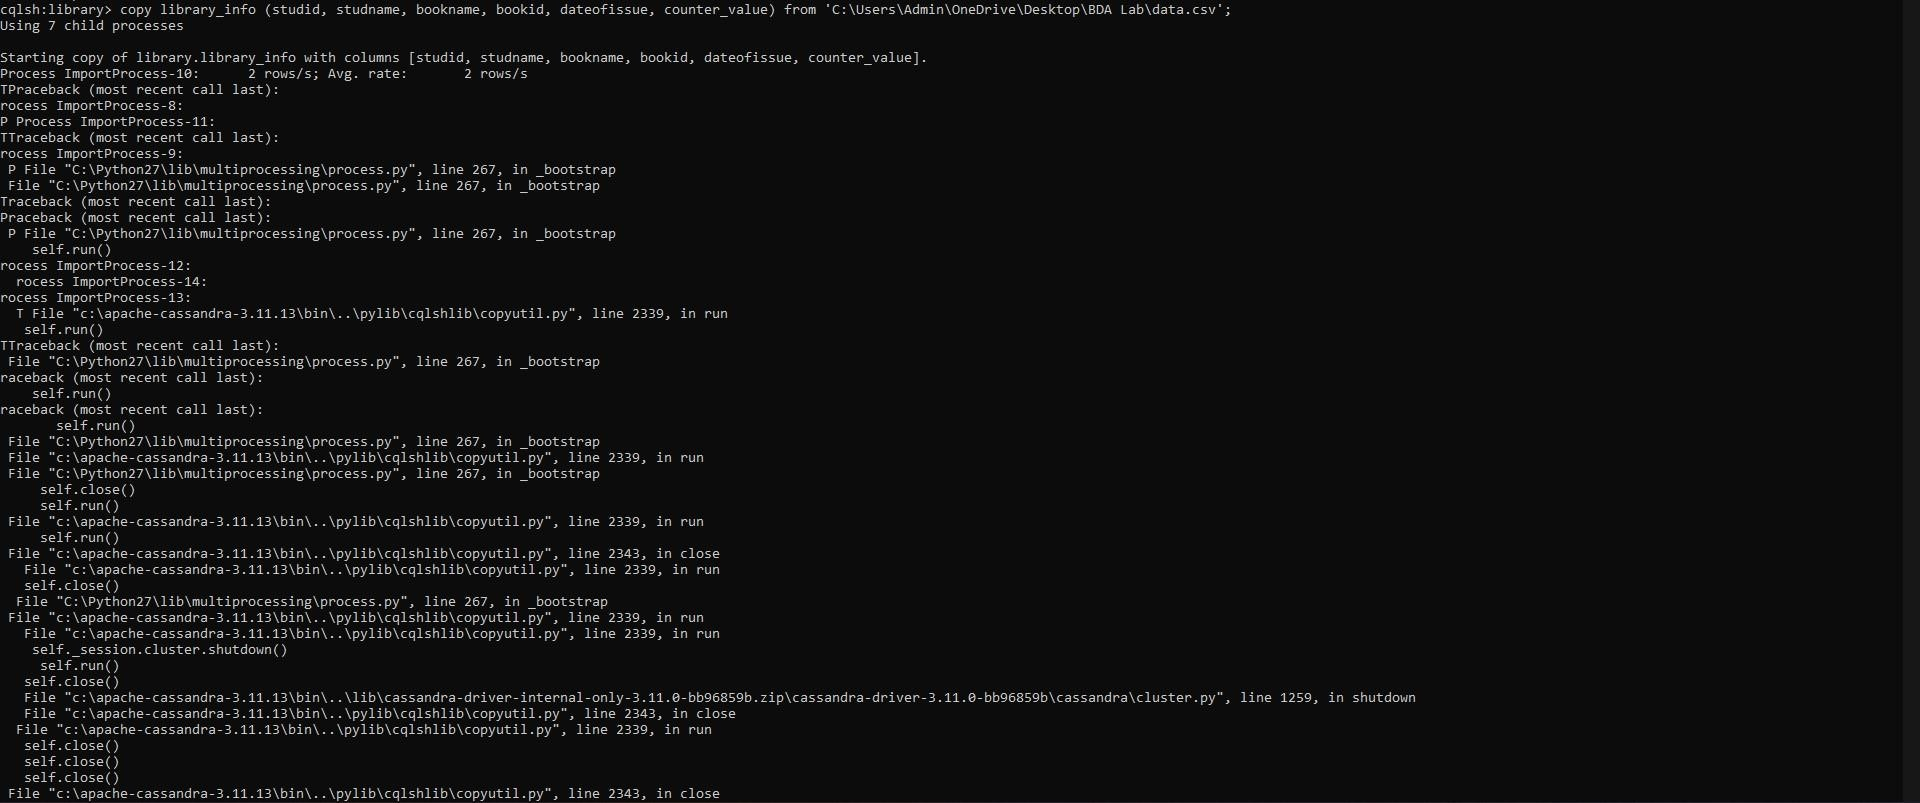 cqlsh:library> copy library_info (studid, studname, bookname, bookid, dateofissue, counter_value) from 'C:\Users\Admin\OneDrive\Desktop\BDA Lab\data.csv';
Using 7 child processes
Starting copy of library.library_info with columns [studid, studname, bookname, bookid, dateofissue, counter_value].
Process ImportProcess-10:      2 rows/s; Avg. rate:       2 rows/s
TPraceback (most recent call last):
rocess ImportProcess-8:
P Process ImportProcess-11:
TTraceback (most recent call last):
rocess ImportProcess-9:
 P File "C:\Python27\lib\multiprocessing\process.py", line 267, in _bootstrap
 File "C:\Python27\lib\multiprocessing\process.py", line 267, in _bootstrap
Traceback (most recent call last):
Praceback (most recent call last):
 P File "C:\Python27\lib\multiprocessing\process.py", line 267, in _bootstrap
    self.run()
rocess ImportProcess-12:
  rocess ImportProcess-14:
rocess ImportProcess-13:
  T File "c:\apache-cassandra-3.11.13\bin\..\pylib\cqlshlib\copyutil.py", line 2339, in run
   self.run()
TTraceback (most recent call last):
 File "C:\Python27\lib\multiprocessing\process.py", line 267, in _bootstrap
raceback (most recent call last):
    self.run()
raceback (most recent call last):
       self.run()
 File "C:\Python27\lib\multiprocessing\process.py", line 267, in _bootstrap
 File "c:\apache-cassandra-3.11.13\bin\..\pylib\cqlshlib\copyutil.py", line 2339, in run
 File "C:\Python27\lib\multiprocessing\process.py", line 267, in _bootstrap
     self.close()
     self.run()
 File "c:\apache-cassandra-3.11.13\bin\..\pylib\cqlshlib\copyutil.py", line 2339, in run
     self.run()
 File "c:\apache-cassandra-3.11.13\bin\..\pylib\cqlshlib\copyutil.py", line 2343, in close
   File "c:\apache-cassandra-3.11.13\bin\..\pylib\cqlshlib\copyutil.py", line 2339, in run
   self.close()
  File "C:\Python27\lib\multiprocessing\process.py", line 267, in _bootstrap
 File "c:\apache-cassandra-3.11.13\bin\..\pylib\cqlshlib\copyutil.py", line 2339, in run
   File "c:\apache-cassandra-3.11.13\bin\..\pylib\cqlshlib\copyutil.py", line 2339, in run
    self._session.cluster.shutdown()
     self.run()
   self.close()
   File "c:\apache-cassandra-3.11.13\bin\..\lib\cassandra-driver-internal-only-3.11.0-bb96859b.zip\cassandra-driver-3.11.0-bb96859b\cassandra\cluster.py", line 1259, in shutdown
   File "c:\apache-cassandra-3.11.13\bin\..\pylib\cqlshlib\copyutil.py", line 2343, in close
  File "c:\apache-cassandra-3.11.13\bin\..\pylib\cqlshlib\copyutil.py", line 2339, in run
   self.close()
   self.close()
   self.close()
 File "c:\apache-cassandra-3.11.13\bin\..\pylib\cqlshlib\copyutil.py", line 2343, in close